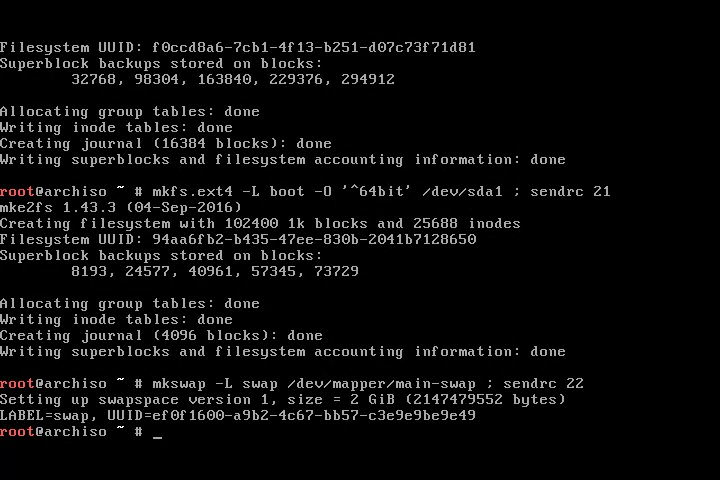 Filesystem UUID: f0ccd8a6-7cb1-4f13-b251-d07c73f71d81
Superblock backups stored on blocks:
        32768, 98304, 163840, 229376, 294912

Allocating group tables: done
Writing inode tables: done
Creating journal (16384 blocks): done
Writing superblocks and filesystem accounting information: done

root@archiso ~ # mkfs.ext4 -L boot -O '^64bit' /dev/sda1 ; sendrc 21
mke2fs 1.43.3 (04-Sep-2016)
Creating filesystem with 102400 1k blocks and 25688 inodes
Filesystem UUID: 94aa6fb2-b435-47ee-830b-2041b7128650
Superblock backups stored on blocks:
        8193, 24577, 40961, 57345, 73729

Allocating group tables: done
Writing inode tables: done
Creating journal (4096 blocks): done
Writing superblocks and filesystem accounting information: done

root@archiso ~ # mkswap -L swap /dev/mapper/main-swap ; sendrc 22
Setting up swapspace version 1, size = 2 GiB (2147479552 bytes)
LABEL=swap, UUID=ef0f1600-a9b2-4c67-bb57-c3e9e9be9e49
root@archiso ~ # _